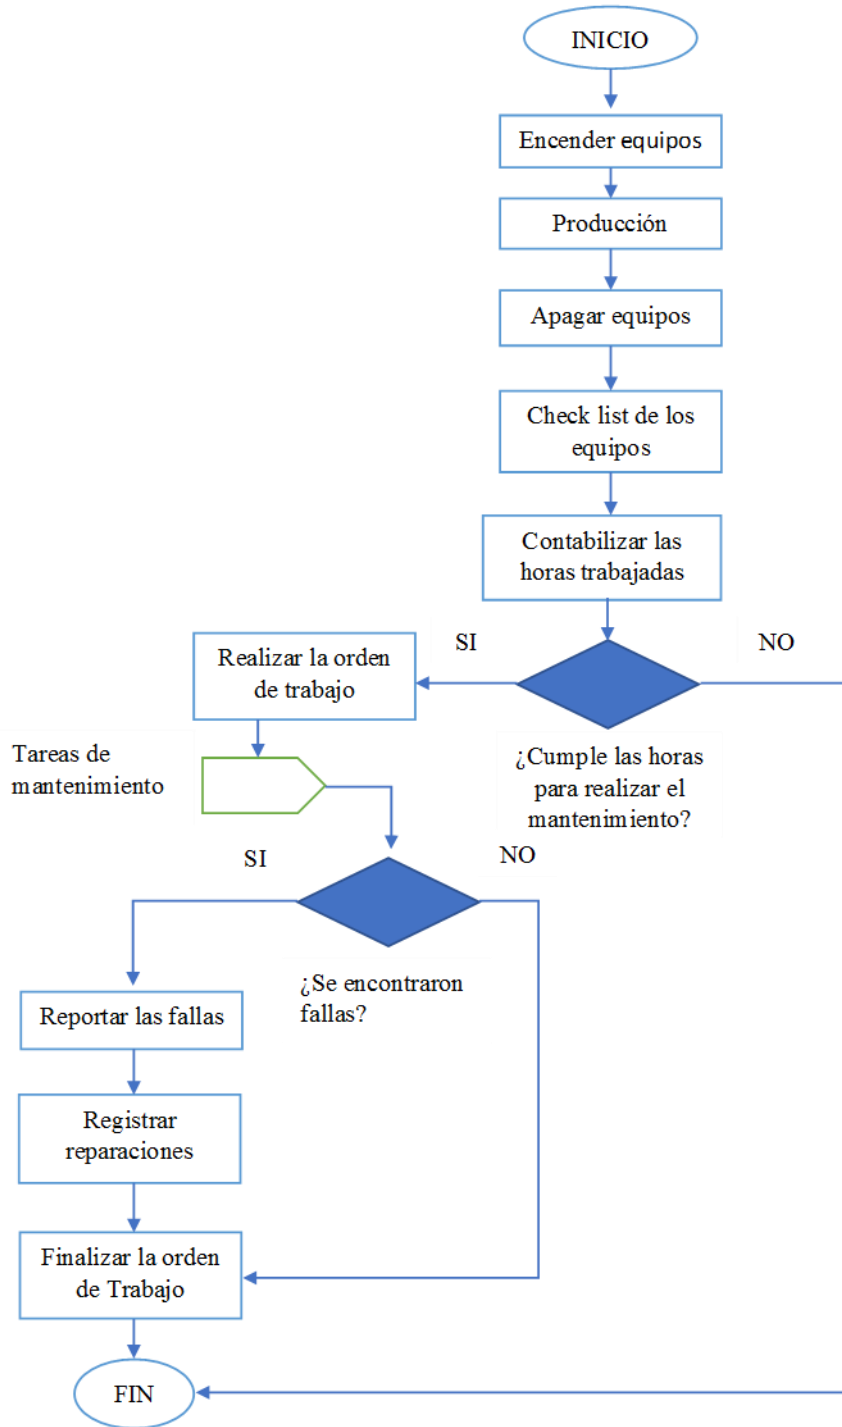 INICIO
Encender equipos
Producción
Apagar equipos
Check list de los
equipos
Contabilizar las
horas trabajadas
SI
NO
Realizar la orden
de trabajo
¿Cumple las horas
para realizar el
mantenimiento?
Tareas de
mantenimiento
SI
NO
¿Se encontraron
fallas?
Reportar las fallas
Registrar
reparaciones
Finalizar la orden
de Trabajo
FIN